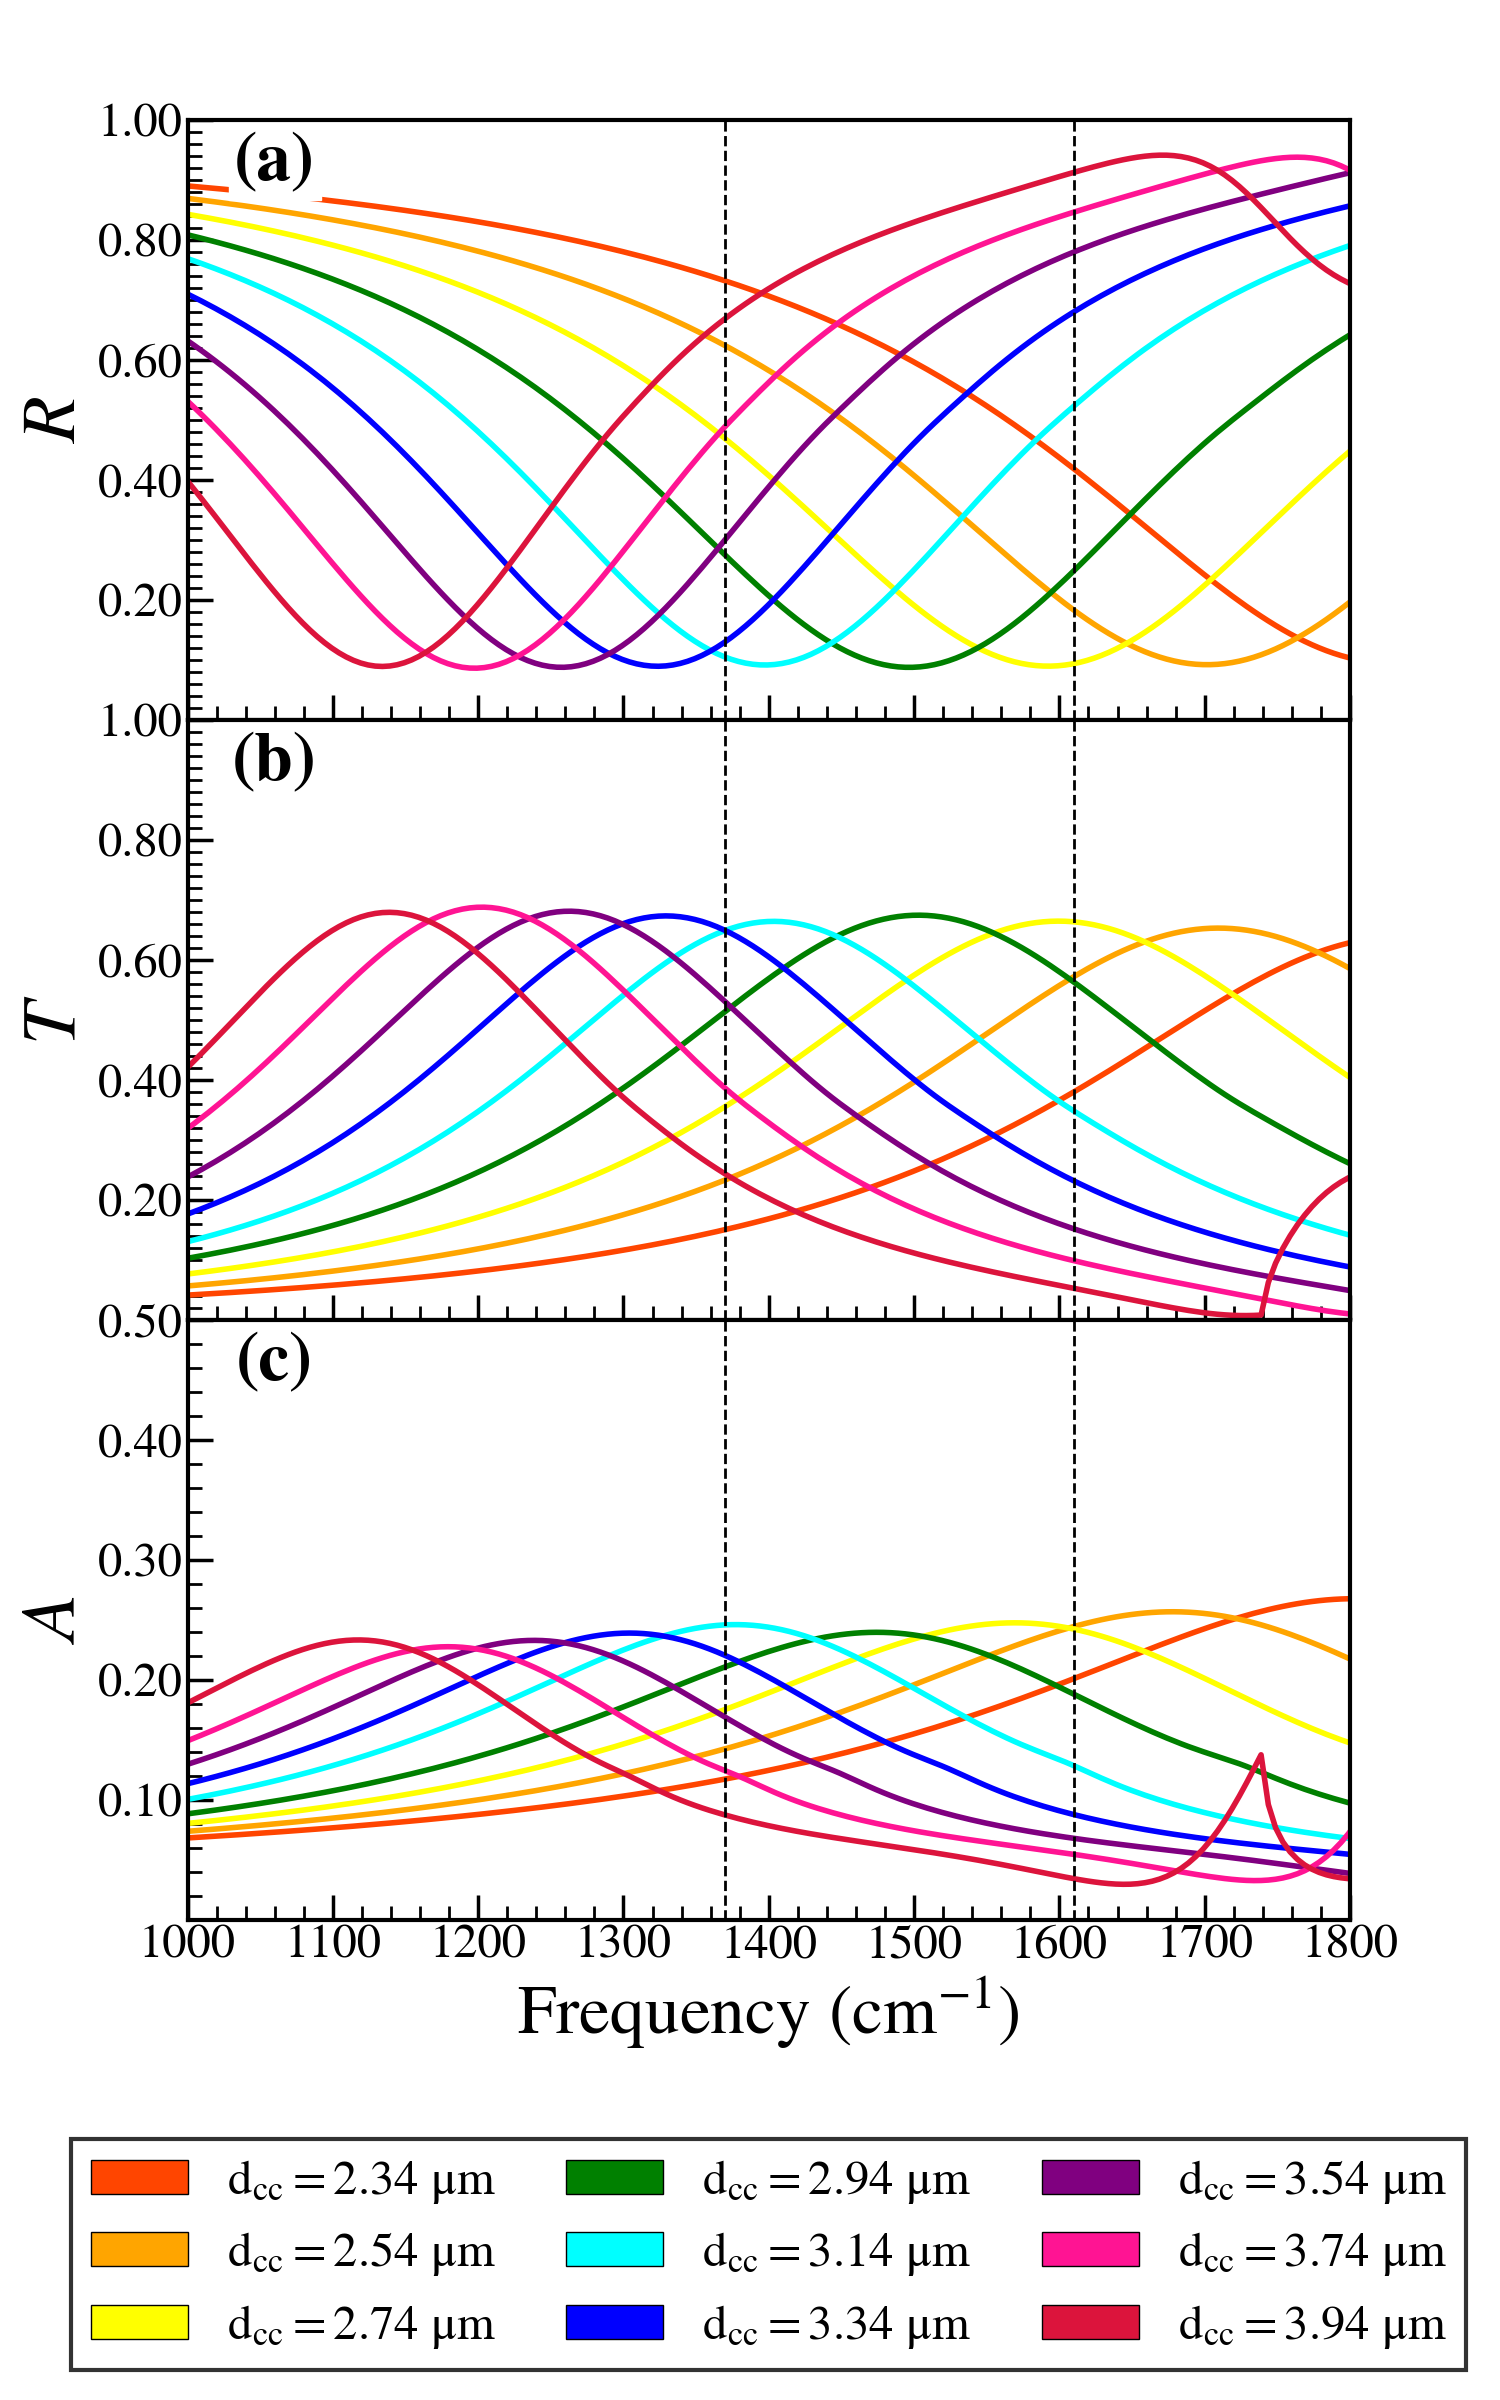 1.00
(a)
0.80
0.60
R
0.40
0.20
1.00
(b)
0.80
0.60
T
0.40
0.20
0.50
(c)
0.40
0.30
A
0.20
0.10
1000 1100 1200 1300 1400 1500 1600 1700 1800
Frequency (cm⁻¹)
d_cc = 2.34 μm d_cc = 2.94 μm d_cc = 3.54 μm
d_cc = 2.54 μm d_cc = 3.14 μm d_cc = 3.74 μm
d_cc = 2.74 μm d_cc = 3.34 μm d_cc = 3.94 μm